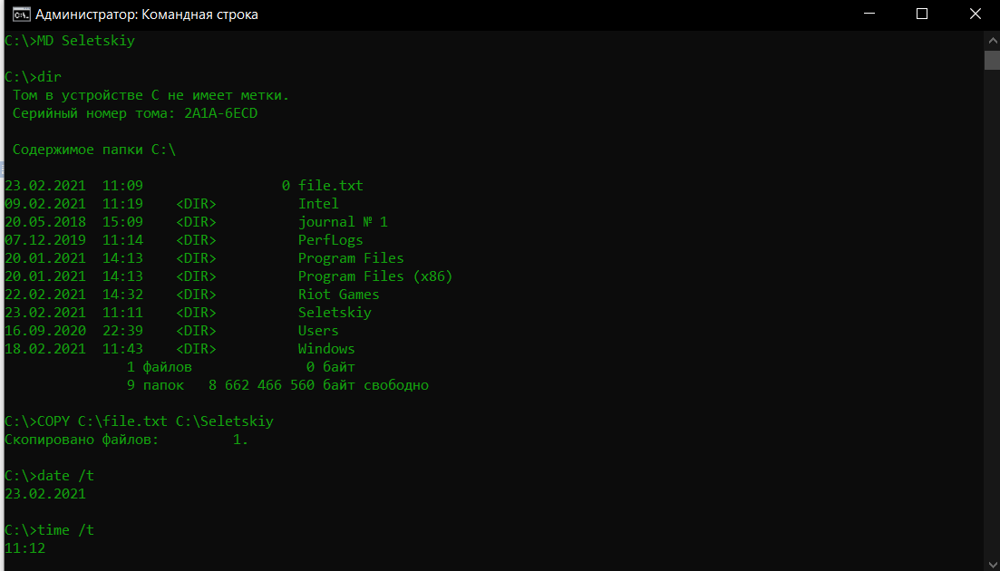 Администратор: Командная строка
C:\>MD Seletskiy
C:\>dir
Том в устройстве C не имеет метки.
Серийный номер тома: 2A1A-6ECD
Содержимое папки C:\
23.02.2021 11:09 0 file.txt
09.02.2021 11:19 <DIR> Intel
20.05.2018 15:09 <DIR> journal № 1
07.12.2019 11:14 <DIR> PerfLogs
20.01.2021 14:13 <DIR> Program Files
20.01.2021 14:13 <DIR> Program Files (x86)
22.02.2021 14:32 <DIR> Riot Games
23.02.2021 11:11 <DIR> Seletskiy
16.09.2020 22:39 <DIR> Users
18.02.2021 11:43 <DIR> Windows
1 файлов 0 байт
9 папок 8 662 466 560 байт свободно
C:\>COPY C:\file.txt C:\Seletskiy
Скопировано файлов: 1.
C:\>date /t
23.02.2021
C:\>time /t
11:12